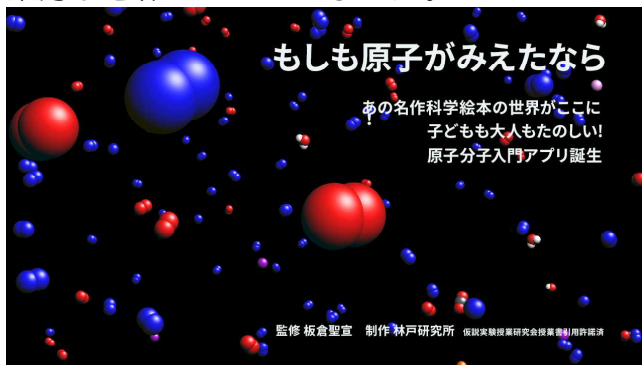 もしも原子がみえたなら
あの名作科学絵本の世界がここに
!
子どもも大人もたのしい!
原子分子入門アプリ誕生
監修 板倉聖宣 制作 林戸研究所 仮説実験授業研究会授業書引用許諾済